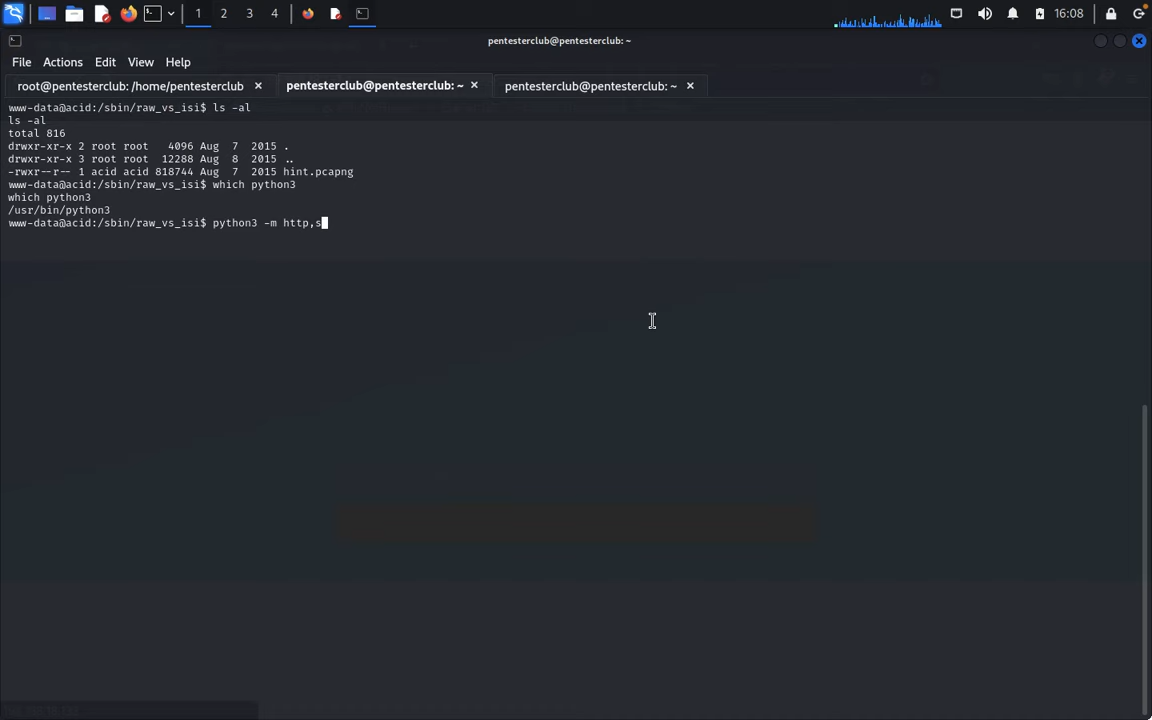 1 2 3 4 16:08
pentesterclub@pentesterclub: ~
File Actions Edit View Help
root@pentesterclub: /home/pentesterclub pentesterclub@pentesterclub: ~ pentesterclub@pentesterclub: ~
www-data@acid:/sbin/raw_vs_isi$ ls -al
ls -al
total 816
drwxr-xr-x 2 root root 4096 Aug 7 2015 .
drwxr-xr-x 3 root root 12288 Aug 8 2015 ..
-rwxr--r-- 1 acid acid 818744 Aug 7 2015 hint.pcapng
www-data@acid:/sbin/raw_vs_isi$ which python3
which python3
/usr/bin/python3
www-data@acid:/sbin/raw_vs_isi$ python3 -m http,s